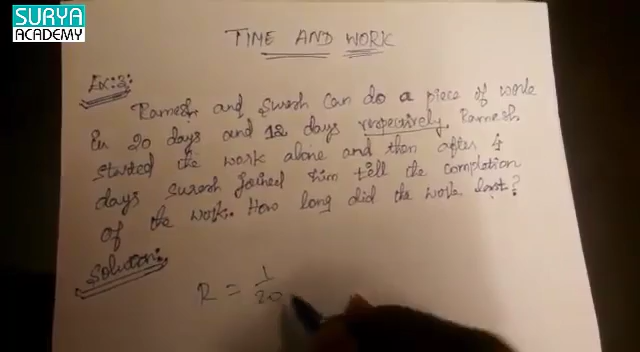 SURYA
ACADEMY
TIME AND WORK
Ex:3:
Ramesh and Suresh can do a piece of work
in 20 days and 12 days respectively. Ramesh
started the work alone and then after 4
days Suresh joined him till the completion
of the work. How long did the work last?
Solution:
R = 1/20